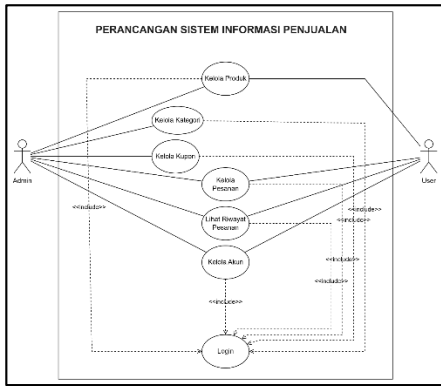 PERANCANGAN SISTEM INFORMASI PENJUALAN
Kelola Produk
Kelola Kategori
Kelola Kupon
Admin
User
Kelola
Pesanan
<<include>>
<<include>>
Lihat Riwayat
Pesanan
<<include>>
Kelola Akun
<<include>>
<<include>>
<<include>>
Login